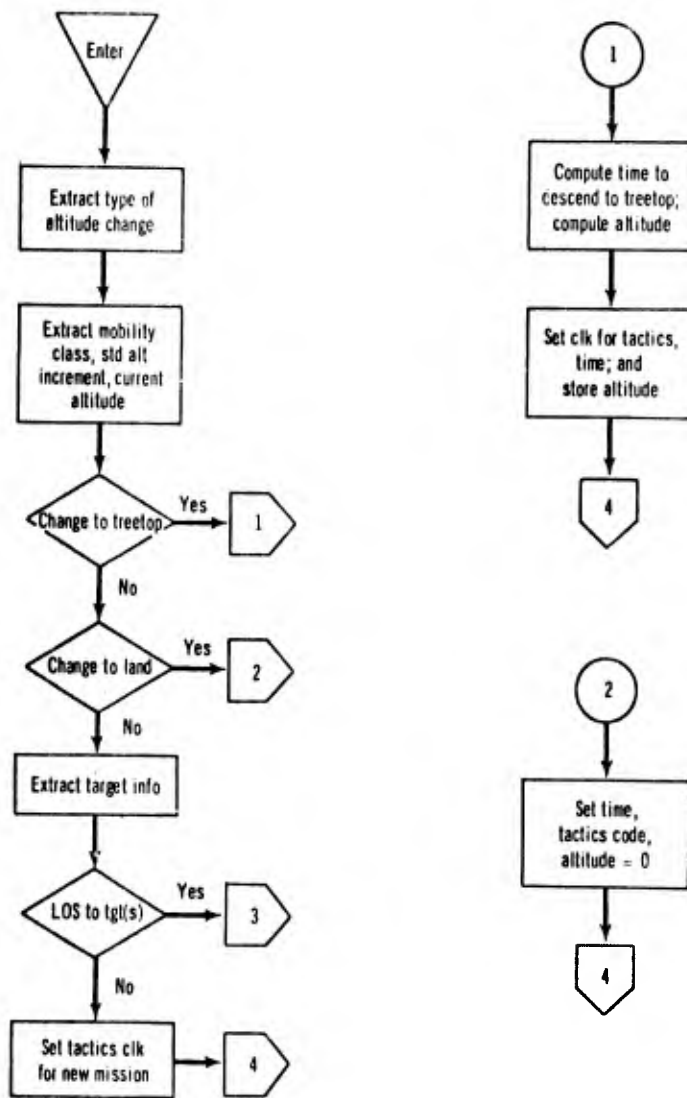 Enter
Extract type of
altitude change
Extract mobility
class, std alt
increment, current
altitude
Change to treetop
Yes
1
No
Change to land
Yes
2
No
Extract target info
LOS to tgt(s)
Yes
3
No
Set tactics clk
for new mission
4
1
Compute time to
descend to treetop;
compute altitude
Set clk for tactics,
time; and
store altitude
4
2
Set time,
tactics code,
altitude = 0
4